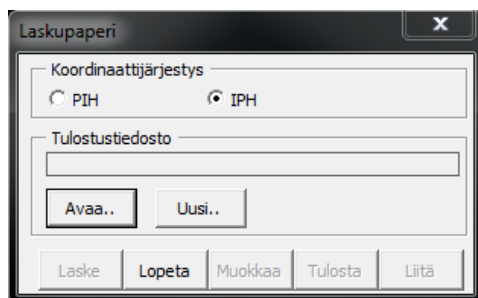 Laskupaperi
Koordinaattijärjestys
PIH IPH
Tulostustiedosto
Avaa.. Uusi..
Laske Lopeta Muokkaa Tulosta Liitä